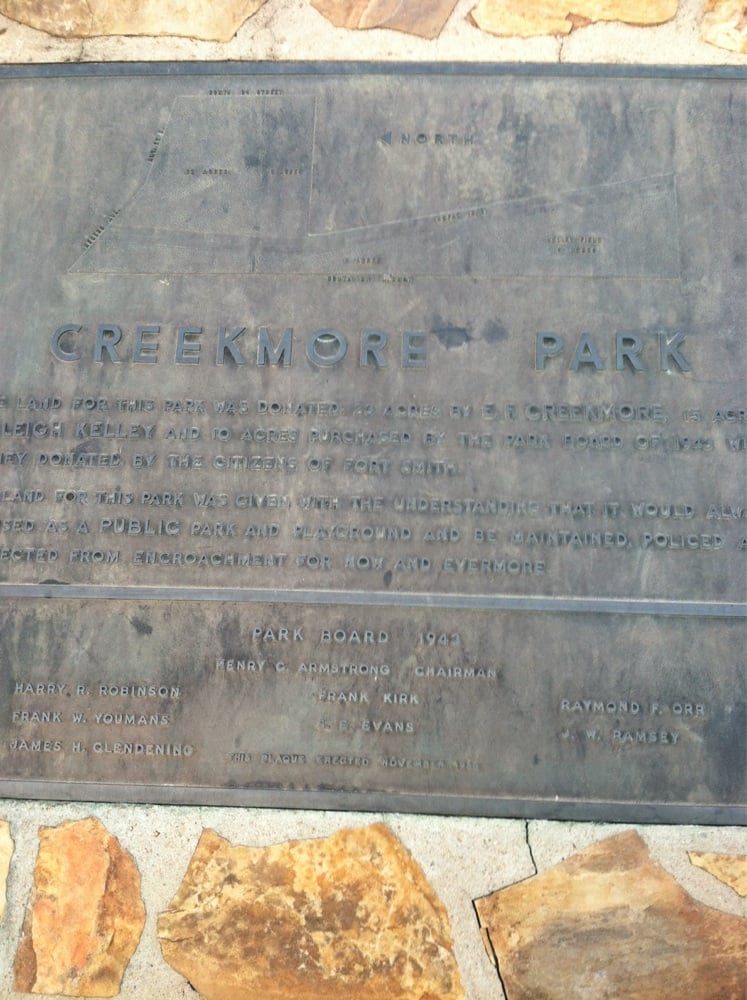 NORTH
CREEKMORE PARK
LAND FOR THIS PARK WAS DONATED: ACRES BY E. F. CREEKMORE, 15 ACR
LEIGH KELLEY AND 10 ACRES PURCHASED BY THE PARK BOARD OF 1943 WI
EY DONATED BY THE CITIZENS OF FORT SMITH.
LAND FOR THIS PARK WAS GIVEN WITH THE UNDERSTANDING THAT IT WOULD ALWA
SED AS A PUBLIC PARK AND PLAYGROUND AND BE MAINTAINED, POLICED A
ECTED FROM ENCROACHMENT FOR NOW AND EVERMORE.
PARK BOARD 1943
HENRY C. ARMSTRONG CHAIRMAN
HARRY R. ROBINSON FRANK KIRK RAYMOND F. ORR
FRANK W. YOUMANS EVANS J. W. RAMSEY
JAMES H. GLENDENING
THIS PLAQUE ERECTED NOVEMBER